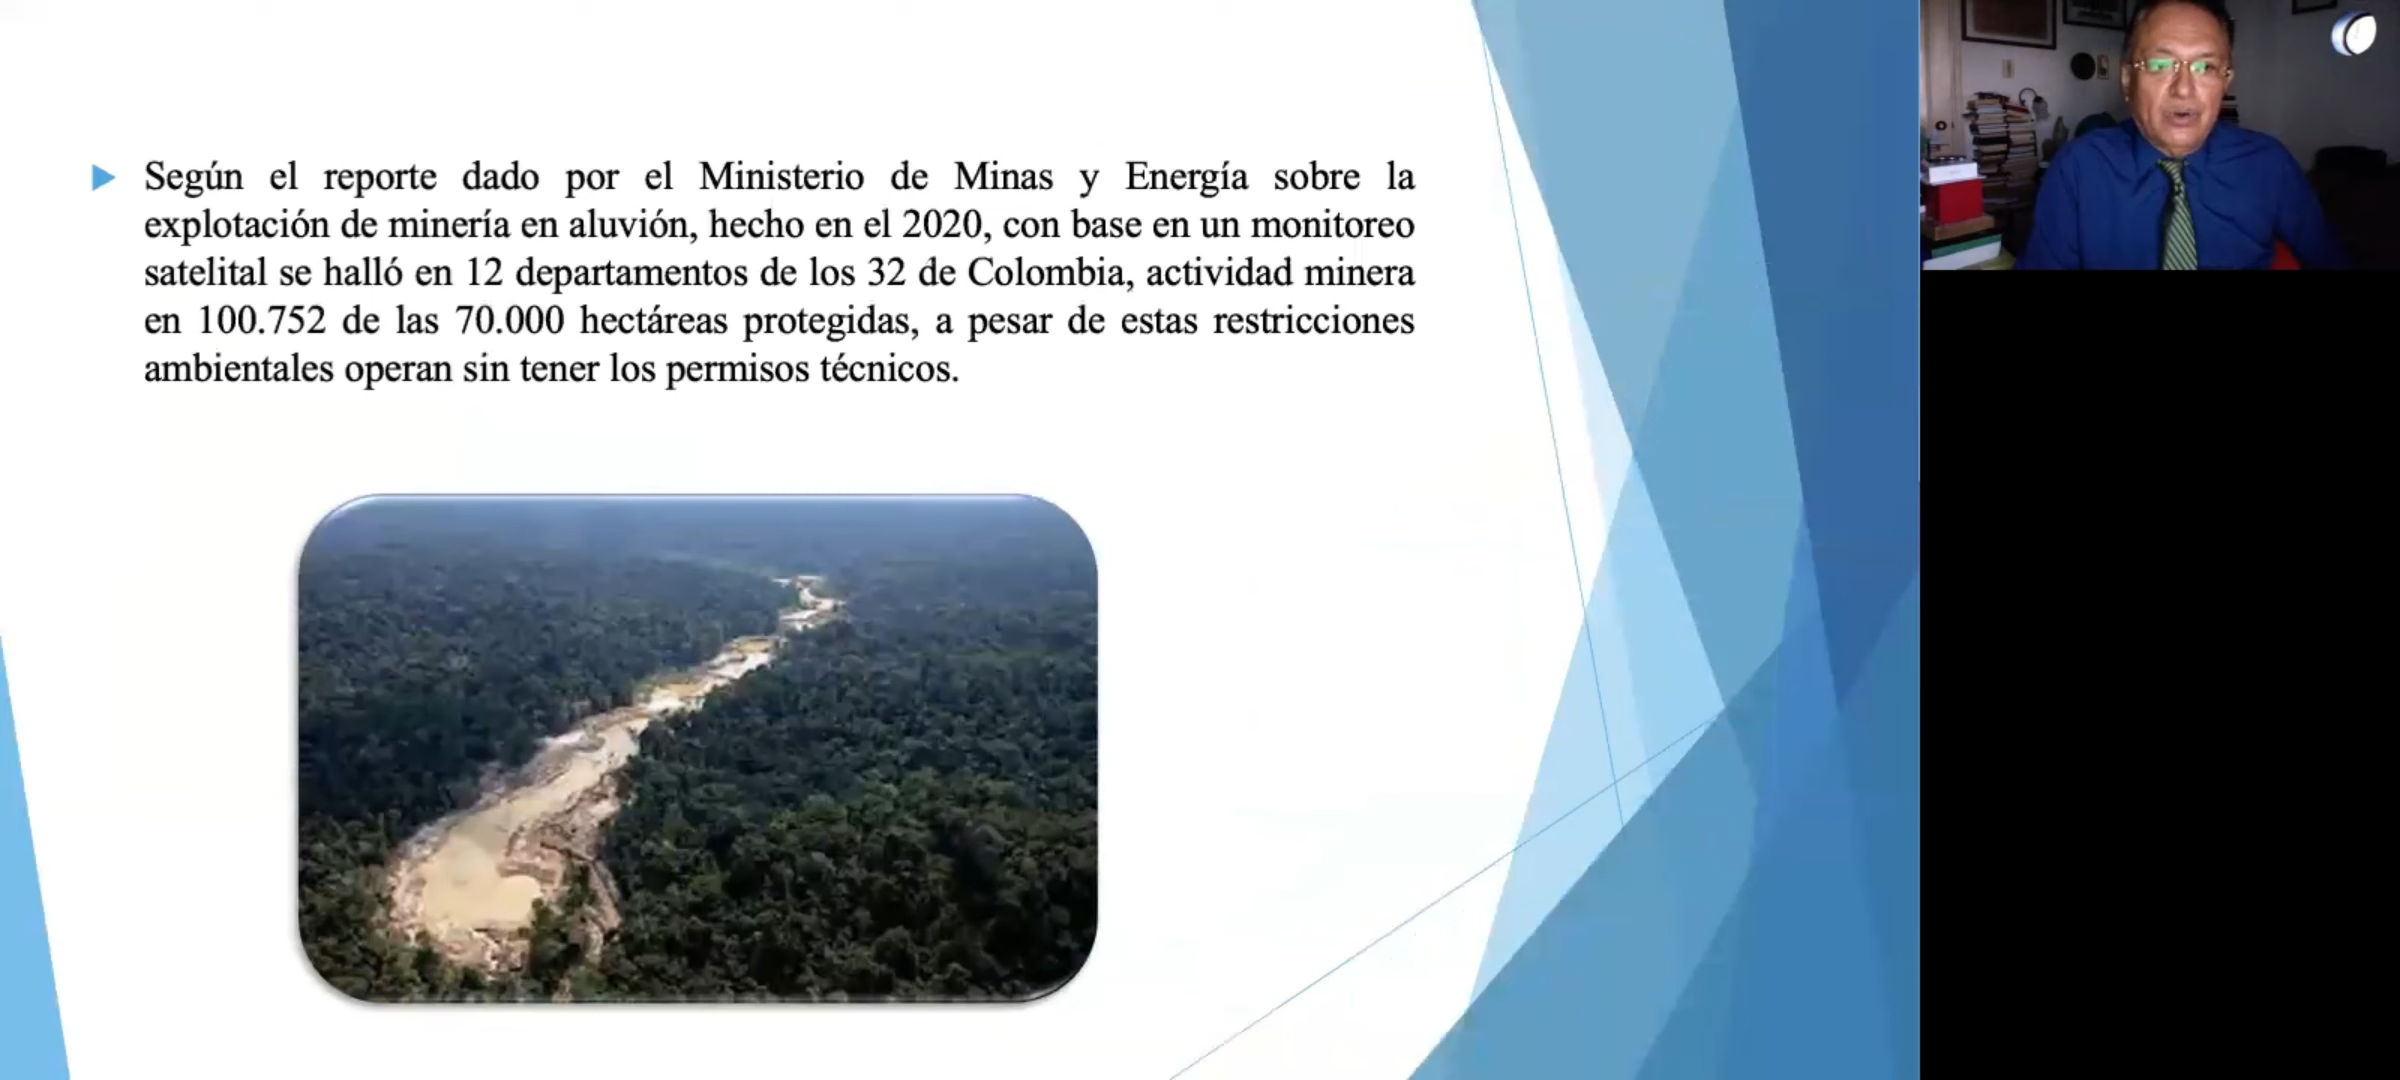 Según el reporte dado por el Ministerio de Minas y Energía sobre la
explotación de minería en aluvión, hecho en el 2020, con base en un monitoreo
satelital se halló en 12 departamentos de los 32 de Colombia, actividad minera
en 100.752 de las 70.000 hectáreas protegidas, a pesar de estas restricciones
ambientales operan sin tener los permisos técnicos.